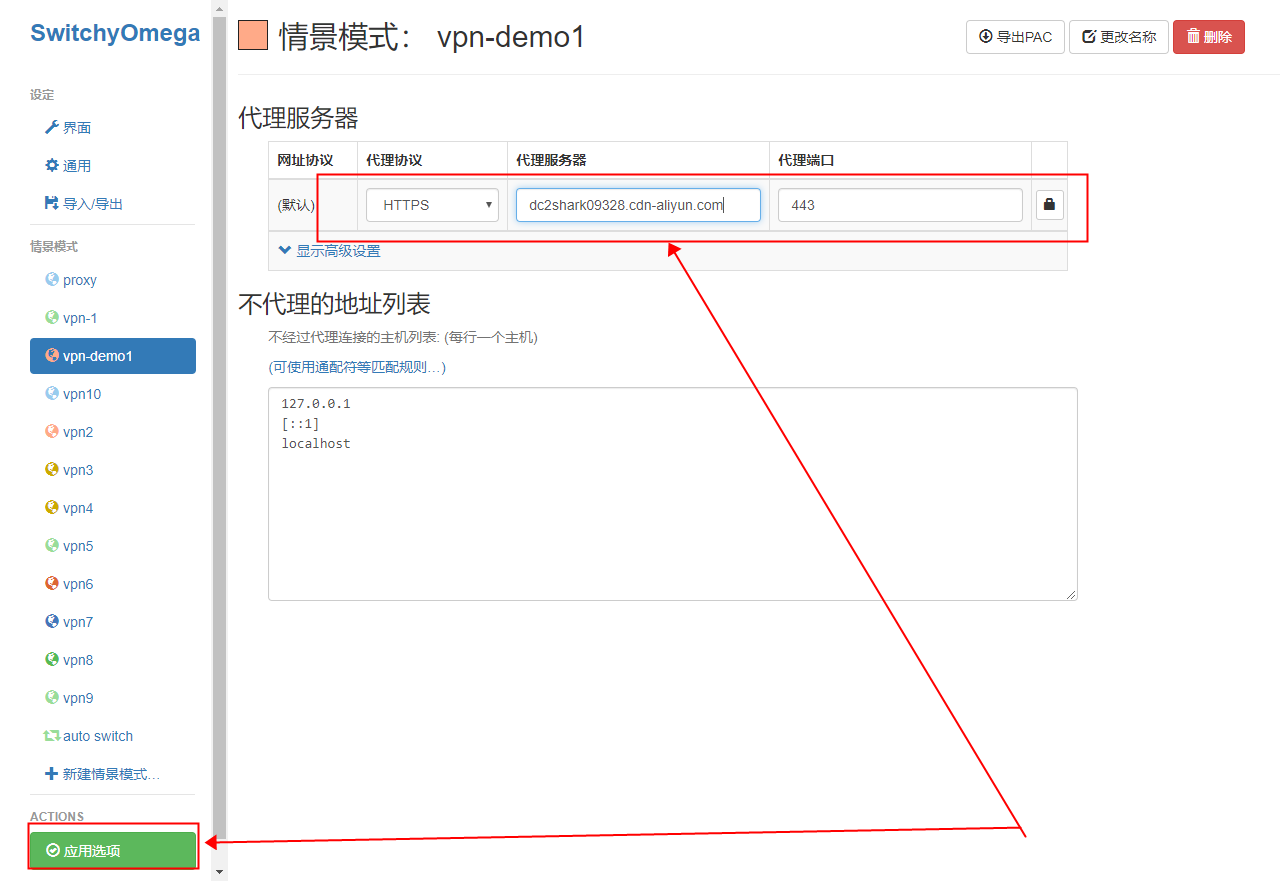 SwitchyOmega
设定
界面
通用
导入/导出
情景模式
proxy
vpn-1
vpn-demo1
vpn10
vpn2
vpn3
vpn4
vpn5
vpn6
vpn7
vpn8
vpn9
auto switch
新建情景模式…
ACTIONS
应用选项
情景模式： vpn-demo1
导出PAC 更改名称 删除
代理服务器
网址协议 代理协议 代理服务器 代理端口
(默认) HTTPS dc2shark09328.cdn-aliyun.com 443
显示高级设置
不代理的地址列表
不经过代理连接的主机列表: (每行一个主机)
(可使用通配符等匹配规则…)
127.0.0.1
[::1]
localhost